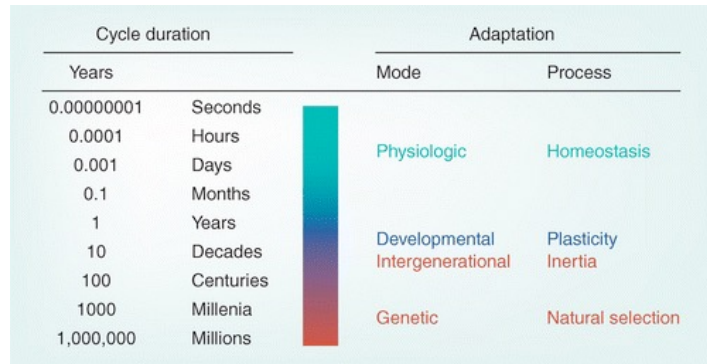 Cycle duration Adaptation
Years Mode Process
0.00000001 Seconds
0.0001 Hours
Physiologic Homeostasis
0.001 Days
0.1 Months
1 Years
Developmental Plasticity
10 Decades
Intergenerational Inertia
100 Centuries
1000 Millenia
Genetic Natural selection
1,000,000 Millions